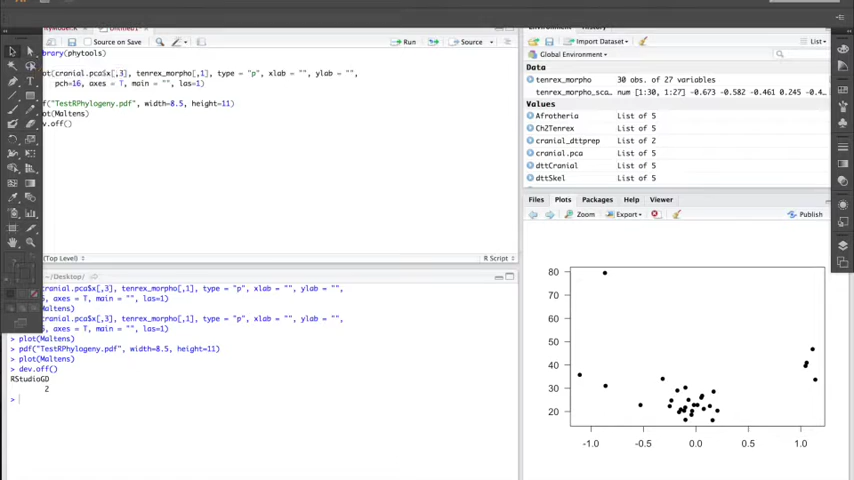 Untitled1*
Source on Save
Run
Source
library(phytools)
plot(cranial.pca$x[,3], tenrec_morpho[,1], type = "p", xlab = "", ylab = "",
pch=16, axes = T, main = "", las=1)
pdf("TestRPhylogeny.pdf", width=8.5, height=11)
plot(Maltens)
dev.off()
(Top Level)
R Script
~/Desktop/
cranial.pca$x[,3], tenrec_morpho[,1], type = "p", xlab = "", ylab = "",
6, axes = T, main = "", las=1)
Maltens)
cranial.pca$x[,3], tenrec_morpho[,1], type = "p", xlab = "", ylab = "",
6, axes = T, main = "", las=1)
> plot(Maltens)
> pdf("TestRPhylogeny.pdf", width=8.5, height=11)
> plot(Maltens)
> dev.off()
RStudioGD
2
>
Environment
History
Import Dataset
List
Global Environment
Data
tenrec_morpho 30 obs. of 27 variables
tenrec_morpho_sca… num [1:30, 1:27] -0.673 -0.582 -0.461 0.245 -0.4…
Values
Afrotheria List of 5
Ch2Tenrex List of 5
cranial_dttprep List of 2
cranial.pca List of 5
dttCranial List of 5
dttSkel List of 5
Files
Plots
Packages
Help
Viewer
Zoom
Export
Publish
80
70
60
50
40
30
20
-1.0
-0.5
0.0
0.5
1.0